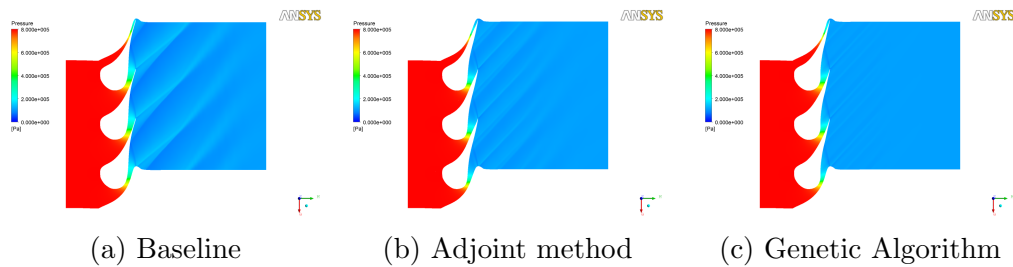 ANSYS
Pressure
8.000e+005
6.000e+005
4.000e+005
2.000e+005
0.000e+000
[Pa]
(a) Baseline
ANSYS
Pressure
8.000e+005
6.000e+005
4.000e+005
2.000e+005
0.000e+000
[Pa]
(b) Adjoint method
ANSYS
Pressure
8.000e+005
6.000e+005
4.000e+005
2.000e+005
0.000e+000
[Pa]
(c) Genetic Algorithm